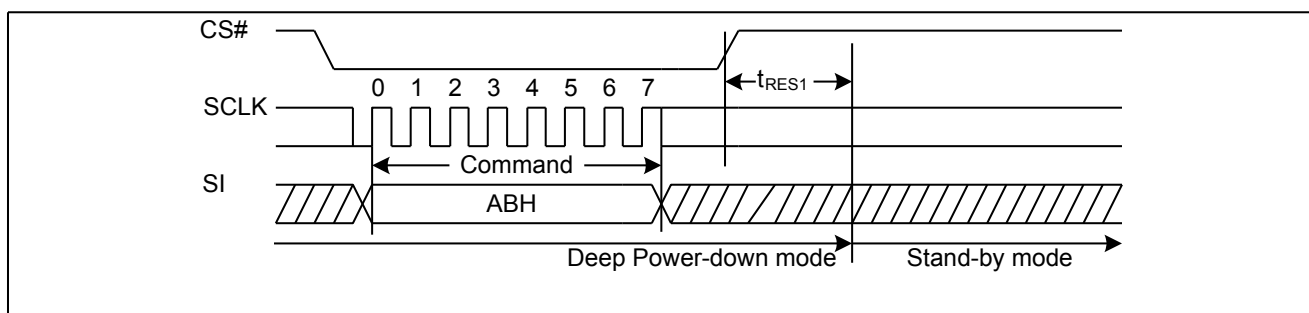 CS#
tRES1
0 1 2 3 4 5 6 7
SCLK
Command
SI
ABH
Deep Power-down mode Stand-by mode